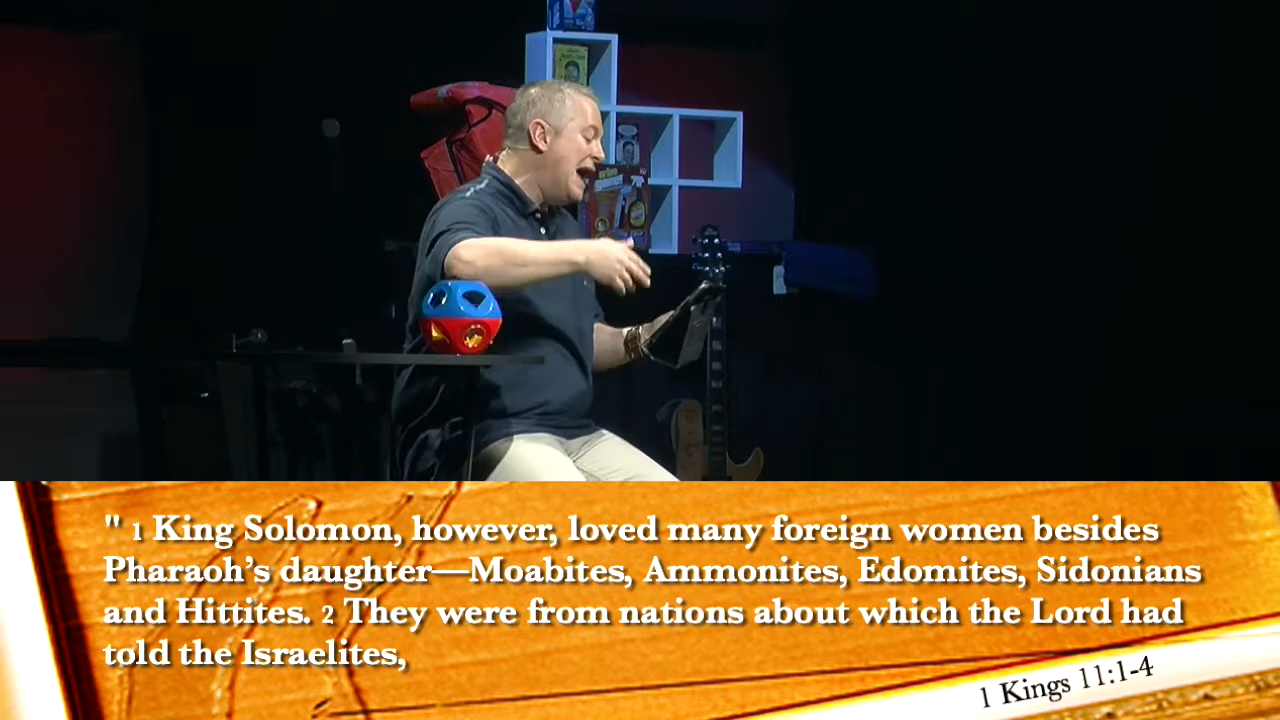 " 1 King Solomon, however, loved many foreign women besides
Pharaoh’s daughter—Moabites, Ammonites, Edomites, Sidonians
and Hittites. 2 They were from nations about which the Lord had
told the Israelites,
1 Kings 11:1-4